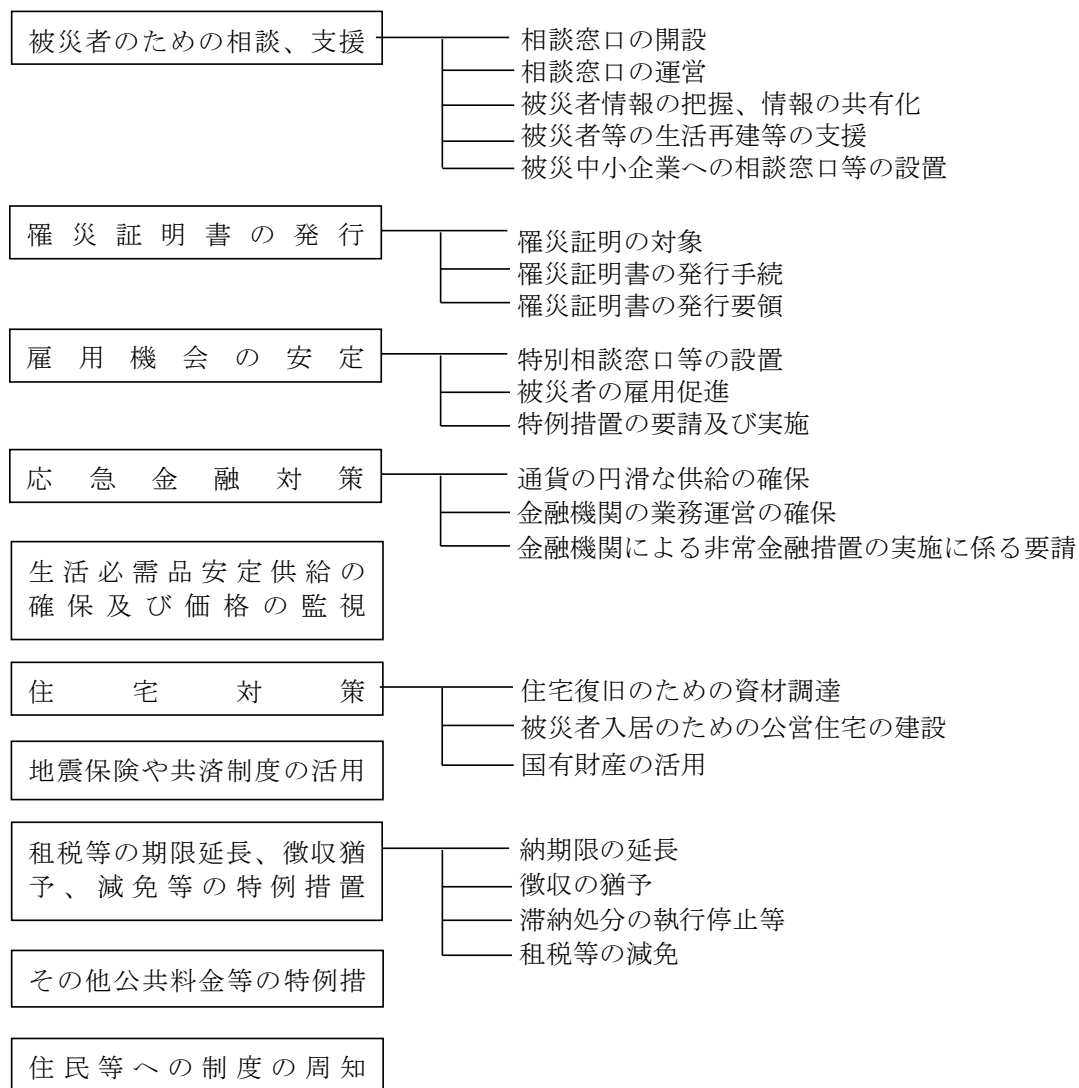 被災者のための相談、支援
相談窓口の開設
相談窓口の運営
被災者情報の把握、情報の共有化
被災者等の生活再建等の支援
被災中小企業への相談窓口等の設置
罹災証明書の発行
罹災証明の対象
罹災証明書の発行手続
罹災証明書の発行要領
雇用機会の安定
特別相談窓口等の設置
被災者の雇用促進
特例措置の要請及び実施
応急金融対策
通貨の円滑な供給の確保
金融機関の業務運営の確保
金融機関による非常金融措置の実施に係る要請
生活必需品安定供給の
確保及び価格の監視
住宅対策
住宅復旧のための資材調達
被災者入居のための公営住宅の建設
国有財産の活用
地震保険や共済制度の活用
租税等の期限延長、徴収猶
予、減免等の特例措置
納期限の延長
徴収の猶予
滞納処分の執行停止等
租税等の減免
その他公共料金等の特例措
住民等への制度の周知